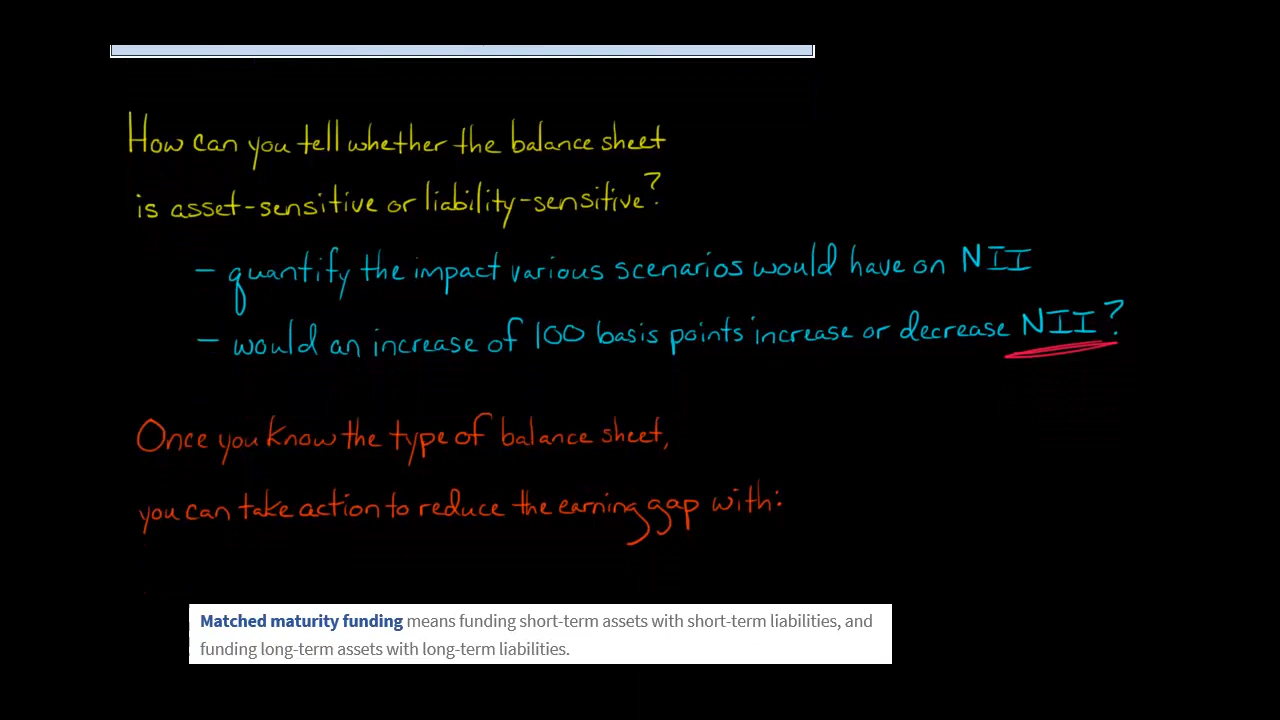 How can you tell whether the balance sheet
is asset-sensitive or liability-sensitive?
- quantify the impact various scenarios would have on NII
- would an increase of 100 basis points increase or decrease NII?
Once you know the type of balance sheet,
you can take action to reduce the earning gap with:
Matched maturity funding means funding short-term assets with short-term liabilities, and
funding long-term assets with long-term liabilities.